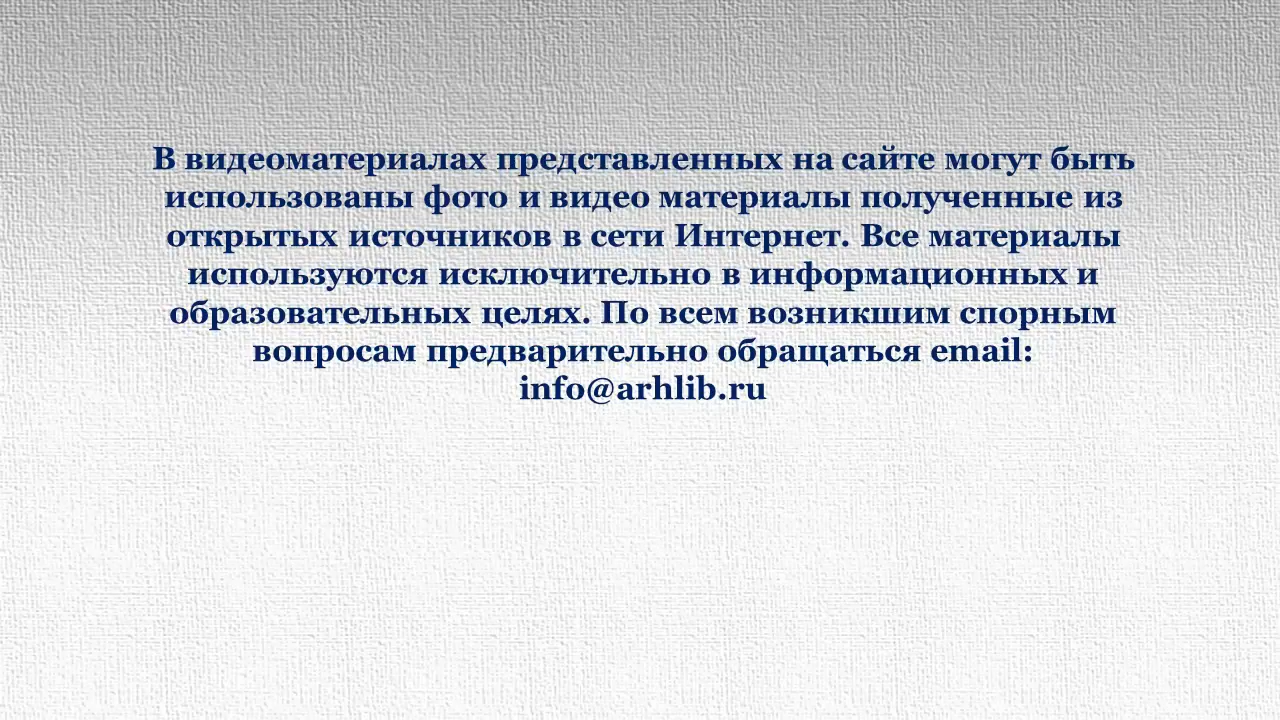 В видеоматериалах представленных на сайте могут быть
использованы фото и видео материалы полученные из
открытых источников в сети Интернет. Все материалы
используются исключительно в информационных и
образовательных целях. По всем возникшим спорным
вопросам предварительно обращаться email:
info@arhlib.ru